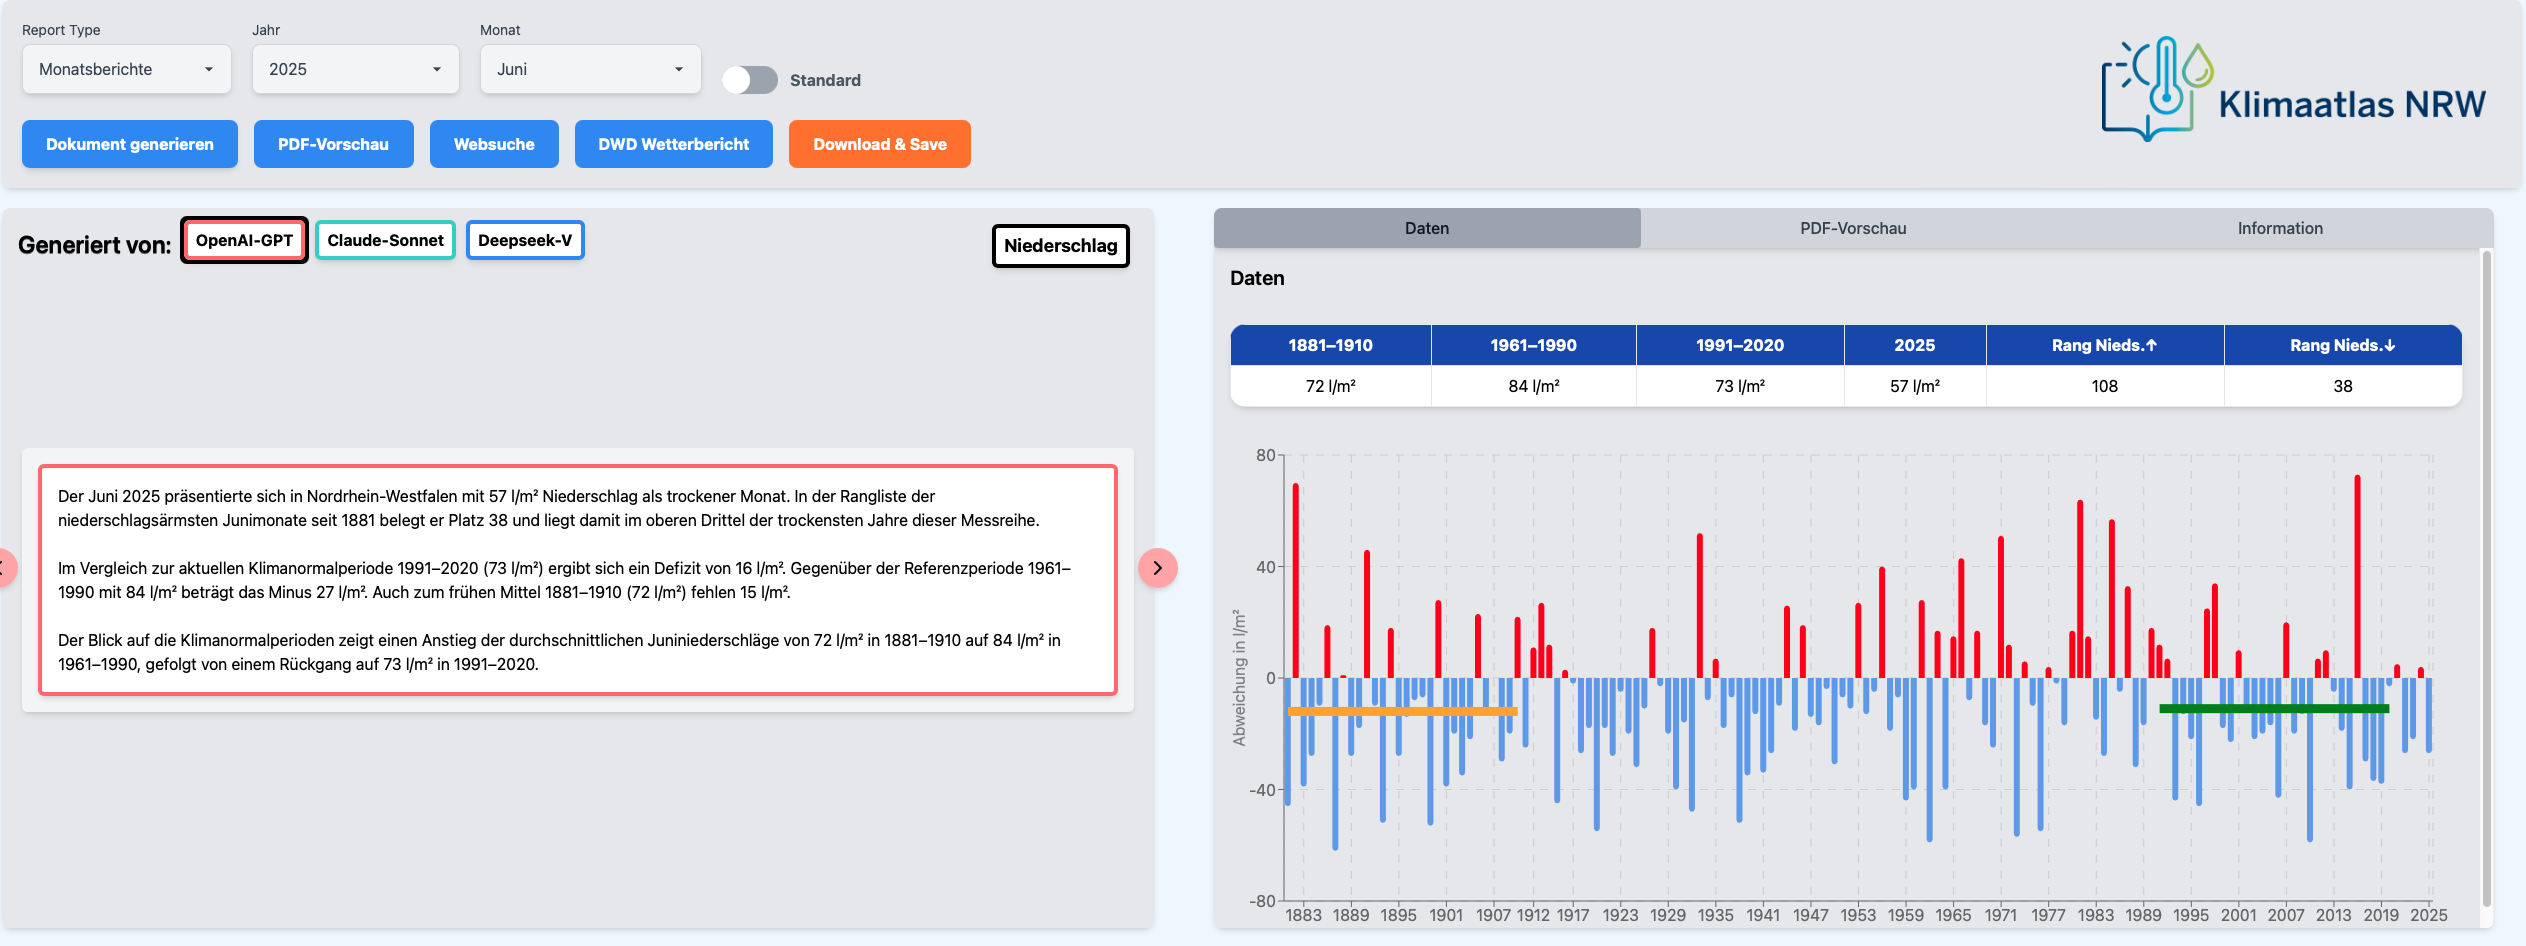 Report Type
Jahr
Monat
Monatsberichte
2025
Juni
Standard
Dokument generieren
PDF-Vorschau
Websuche
DWD Wetterbericht
Download & Save
Klimaatlas NRW
Generiert von:
OpenAI-GPT
Claude-Sonnet
Deepseek-V
Niederschlag
Der Juni 2025 präsentierte sich in Nordrhein-Westfalen mit 57 l/m² Niederschlag als trockener Monat. In der Rangliste der
niederschlagsärmsten Junimonate seit 1881 belegt er Platz 38 und liegt damit im oberen Drittel der trockensten Jahre dieser Messreihe.
Im Vergleich zur aktuellen Klimanormalperiode 1991–2020 (73 l/m²) ergibt sich ein Defizit von 16 l/m². Gegenüber der Referenzperiode 1961–
1990 mit 84 l/m² beträgt das Minus 27 l/m². Auch zum frühen Mittel 1881–1910 (72 l/m²) fehlen 15 l/m².
Der Blick auf die Klimanormalperioden zeigt einen Anstieg der durchschnittlichen Juniniederschläge von 72 l/m² in 1881–1910 auf 84 l/m² in
1961–1990, gefolgt von einem Rückgang auf 73 l/m² in 1991–2020.
Daten
PDF-Vorschau
Information
Daten
1881–1910 1961–1990 1991–2020 2025 Rang Nieds.↑ Rang Nieds.↓
72 l/m² 84 l/m² 73 l/m² 57 l/m² 108 38
Abweichung in l/m²
80
40
0
-40
-80
1883 1889 1895 1901 1907 1912 1917 1923 1929 1935 1941 1947 1953 1959 1965 1971 1977 1983 1989 1995 2001 2007 2013 2019 2025